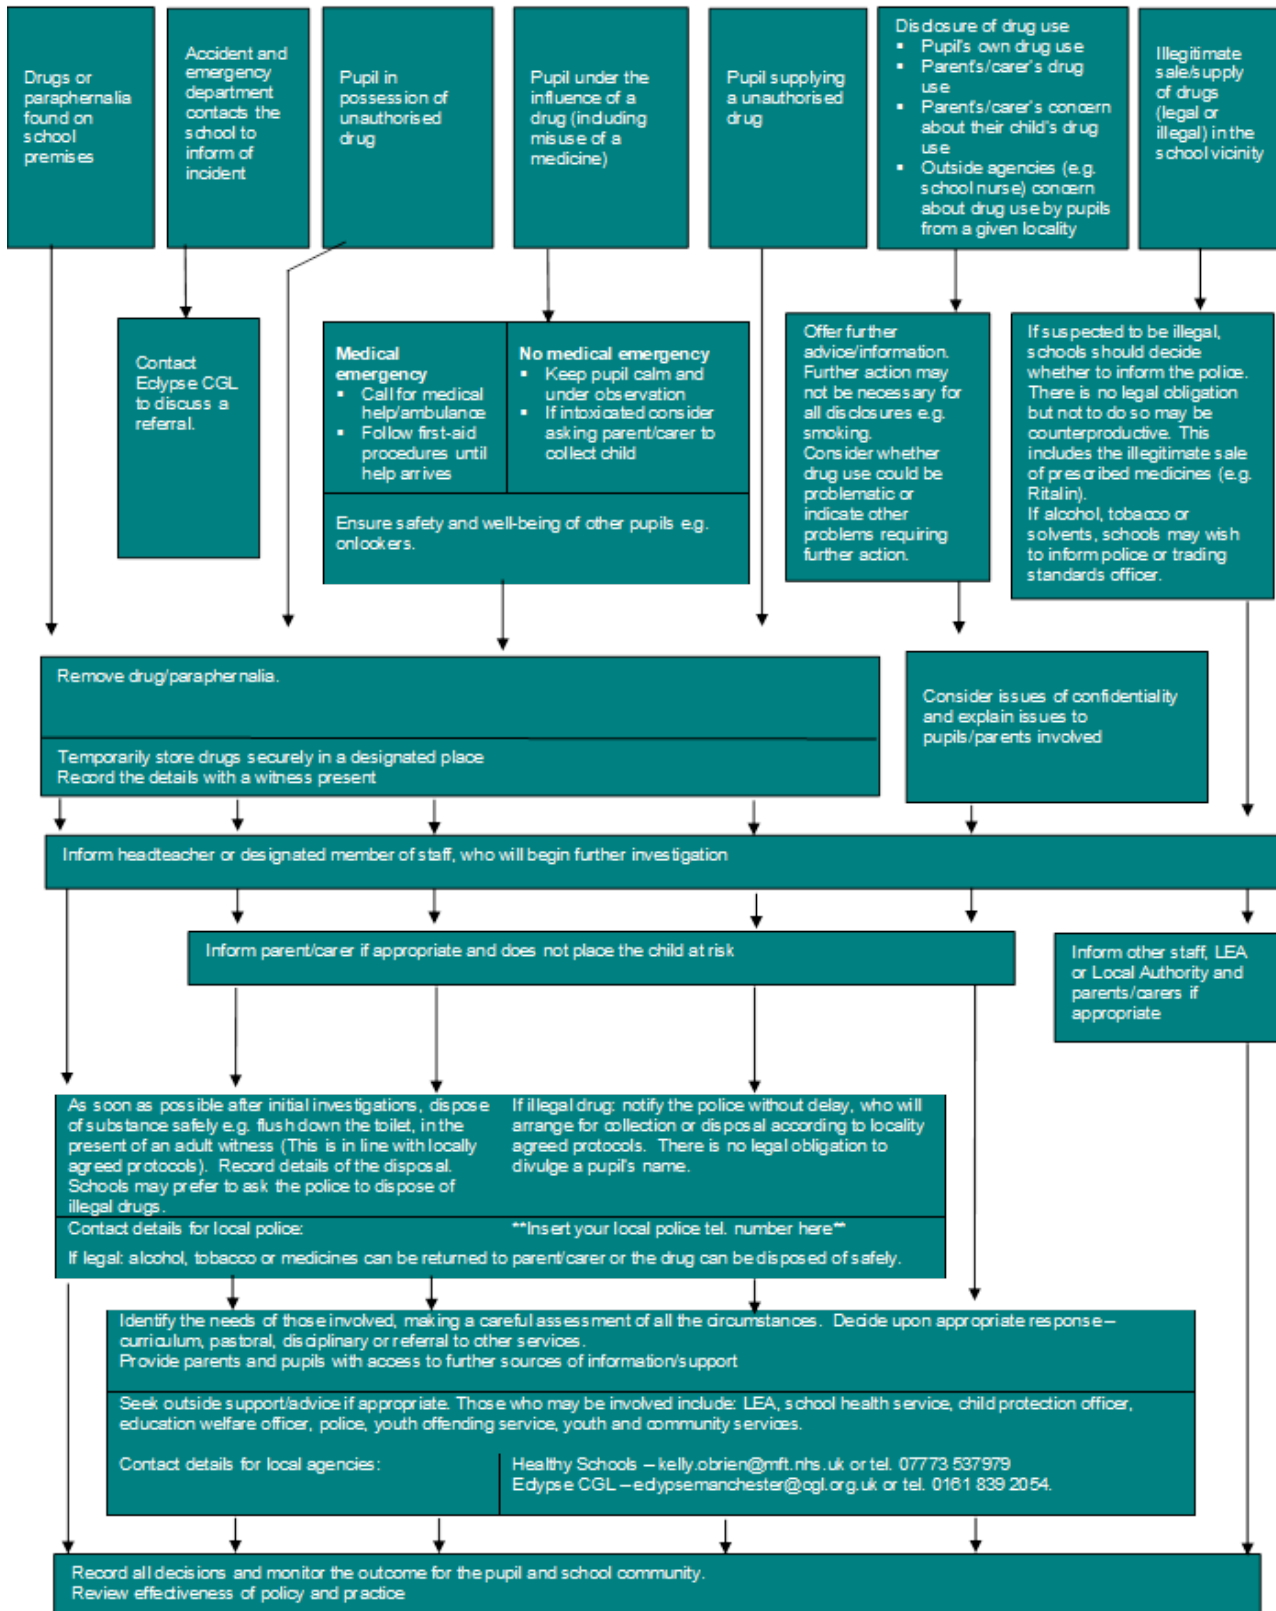 Drugs or
paraphernalia
found on
school
premises
Accident and
emergency
department
contacts the
school to
inform of
incident
Pupil in
possession of
unauthorised
drug
Pupil under the
influence of a
drug (including
misuse of a
medicine)
Pupil supplying
a unauthorised
drug
Disclosure of drug use
▪ Pupil's own drug use
▪ Parent's/carer's drug
use
▪ Parent's/carer's concern
about their child's drug
use
▪ Outside agencies (e.g.
school nurse) concern
about drug use by pupils
from a given locality
Illegitimate
sale/supply
of drugs
(legal or
illegal) in the
school vicinity
Contact
Eclypse CGL
to discuss a
referral.
Medical
emergency
▪ Call for medical
help/ambulance
▪ Follow first-aid
procedures until
help arrives
No medical emergency
▪ Keep pupil calm and
under observation
▪ If intoxicated consider
asking parent/carer to
collect child
Ensure safety and well-being of other pupils e.g.
onlookers.
Offer further
advice/information.
Further action may
not be necessary for
all disclosures e.g.
smoking.
Consider whether
drug use could be
problematic or
indicate other
problems requiring
further action.
If suspected to be illegal,
schools should decide
whether to inform the police.
There is no legal obligation
but not to do so may be
counterproductive. This
includes the illegitimate sale
of prescribed medicines (e.g.
Ritalin).
If alcohol, tobacco or
solvents, schools may wish
to inform police or trading
standards officer.
Remove drug/paraphernalia.
Temporarily store drugs securely in a designated place
Record the details with a witness present
Consider issues of confidentiality
and explain issues to
pupils/parents involved
Inform headteacher or designated member of staff, who will begin further investigation
Inform parent/carer if appropriate and does not place the child at risk
Inform other staff, LEA
or Local Authority and
parents/carers if
appropriate
As soon as possible after initial investigations, dispose
of substance safely e.g. flush down the toilet, in the
present of an adult witness (This is in line with locally
agreed protocols). Record details of the disposal.
Schools may prefer to ask the police to dispose of
illegal drugs.
If illegal drug: notify the police without delay, who will
arrange for collection or disposal according to locality
agreed protocols. There is no legal obligation to
divulge a pupil's name.
Contact details for local police: **Insert your local police tel. number here**
If legal: alcohol, tobacco or medicines can be returned to parent/carer or the drug can be disposed of safely.
Identify the needs of those involved, making a careful assessment of all the circumstances. Decide upon appropriate response –
curriculum, pastoral, disciplinary or referral to other services.
Provide parents and pupils with access to further sources of information/support
Seek outside support/advice if appropriate. Those who may be involved include: LEA, school health service, child protection officer,
education welfare officer, police, youth offending service, youth and community services.
Contact details for local agencies:
Healthy Schools – kelly.obrien@mft.nhs.uk or tel. 07773 537979
Eclypse CGL – eclypsemanchester@cgl.org.uk or tel. 0161 839 2054.
Record all decisions and monitor the outcome for the pupil and school community.
Review effectiveness of policy and practice